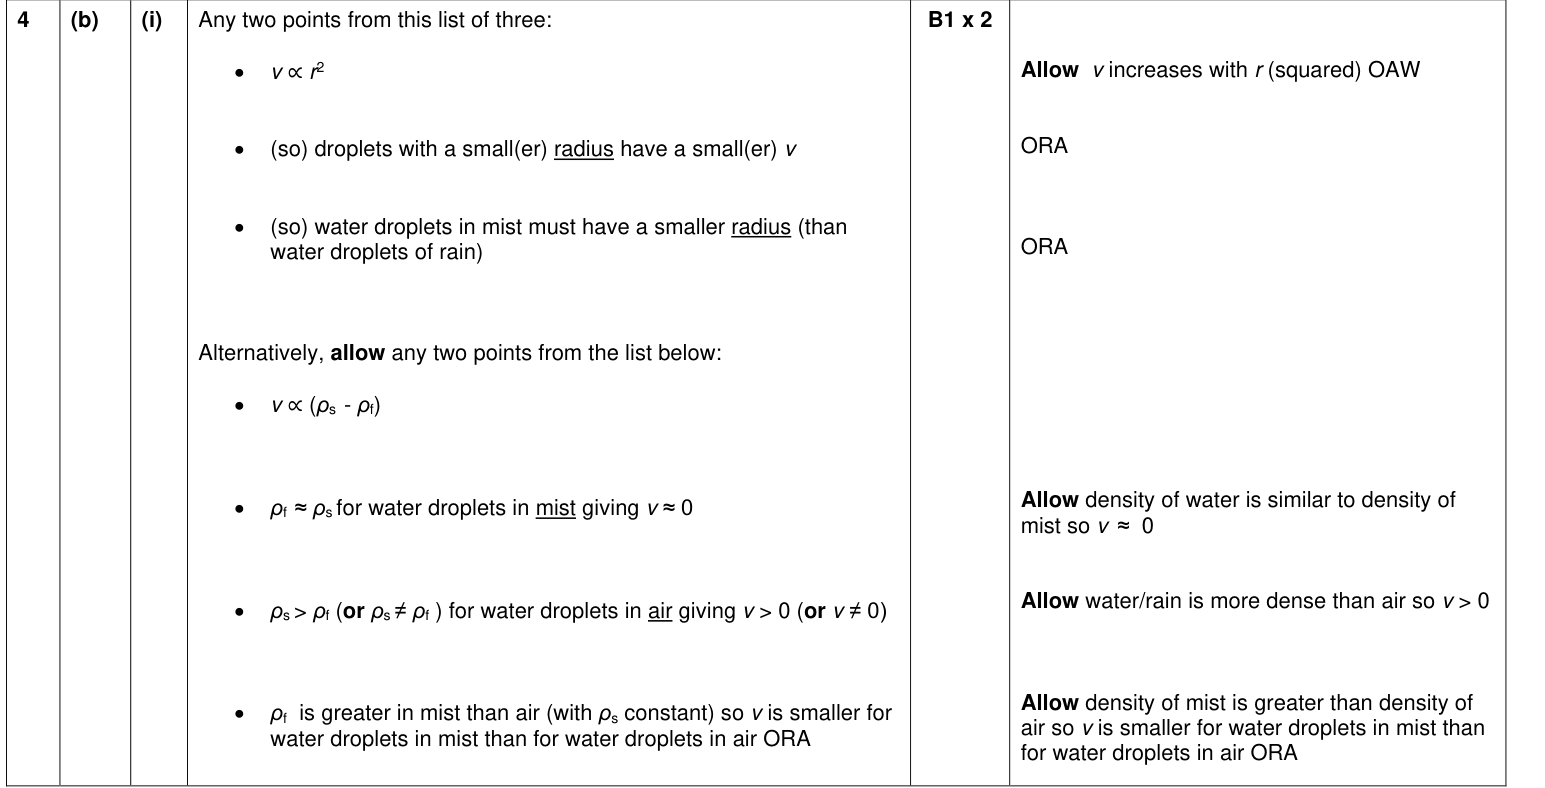 4 (b) (i) Any two points from this list of three: B1 x 2
• v ∝ r² Allow v increases with r (squared) OAW
• (so) droplets with a small(er) radius have a small(er) v ORA
• (so) water droplets in mist must have a smaller radius (than
water droplets of rain) ORA
Alternatively, allow any two points from the list below:
• v ∝ (ρs - ρf)
• ρf ≈ ρs for water droplets in mist giving v ≈ 0
Allow density of water is similar to density of
mist so v ≈ 0
• ρs > ρf (or ρs ≠ ρf ) for water droplets in air giving v > 0 (or v ≠ 0)
Allow water/rain is more dense than air so v > 0
• ρf is greater in mist than air (with ρs constant) so v is smaller for
water droplets in mist than for water droplets in air ORA
Allow density of mist is greater than density of
air so v is smaller for water droplets in mist than
for water droplets in air ORA